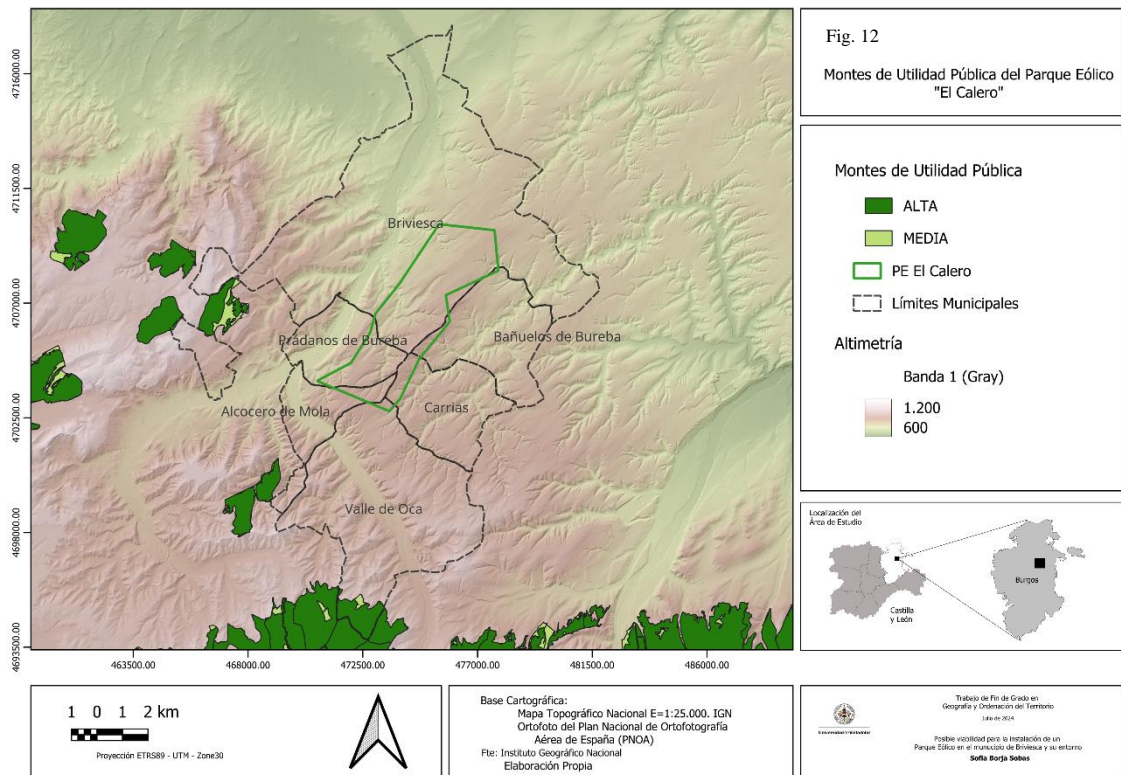 Fig. 12
Montes de Utilidad Pública del Parque Eólico
"El Calero"
4716000.00
4711500.00
4707000.00
4702500.00
4698000.00
4693500.00
Briviesca
Prádanos de Bureba
Bañuelos de Bureba
Alcocero de Mola
Carrias
Valle de Oca
463500.00
468000.00
472500.00
477000.00
481500.00
486000.00
Montes de Utilidad Pública
ALTA
MEDIA
PE El Calero
Límites Municipales
Altimetría
Banda 1 (Gray)
1.200
600
Localización del
Área de Estudio
Burgos
Castilla
y León
1 0 1 2 km
Proyección ETRS89 - UTM - Zone30
Base Cartográfica:
Mapa Topográfico Nacional E=1:25.000. IGN
Ortofoto del Plan Nacional de Ortofotografía
Aérea de España (PNOA)
Fte: Instituto Geográfico Nacional
Elaboración Propia
Universidad de Valladolid
Trabajo de Fin de Grado en
Geografía y Ordenación del Territorio
Julio de 2024
Posible viabilidad para la instalación de un
Parque Eólico en el municipio de Briviesca y su entorno
Sofía Borja Sobas